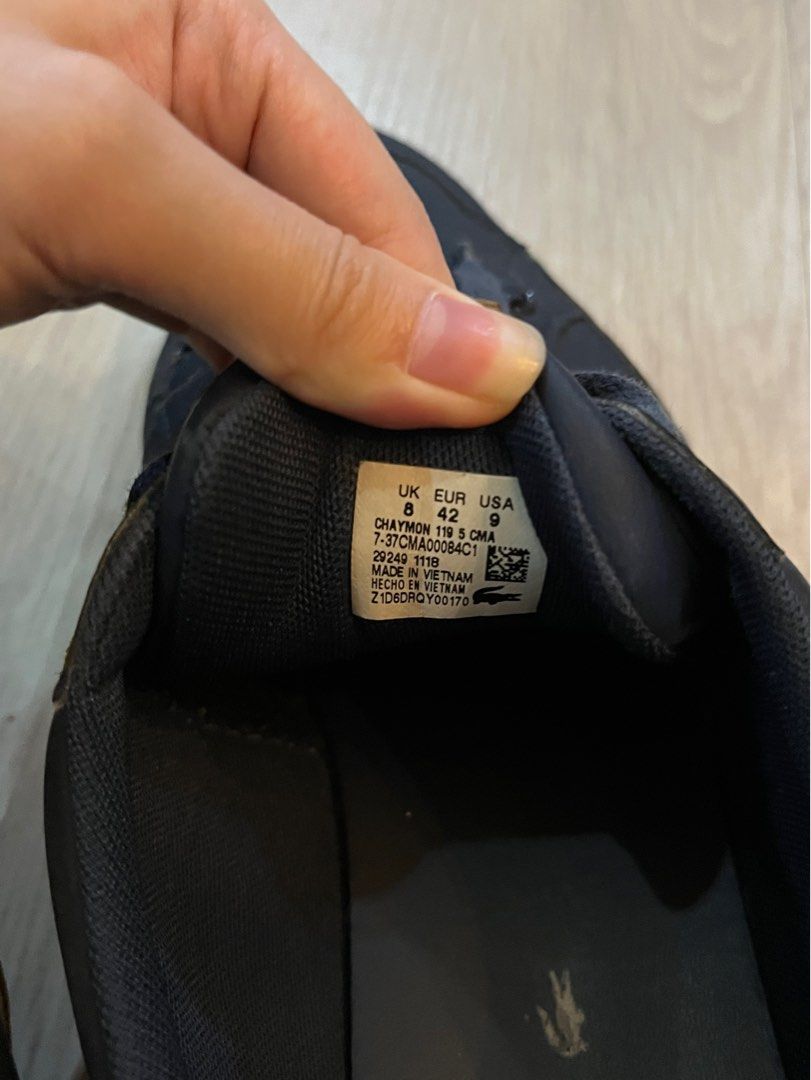 UK EUR USA
8 42 9
CHAYMON 119 5 CMA
7-37CMA00084C1
29249 1118
MADE IN VIETNAM
HECHO EN VIETNAM
Z1D6DRQY00170